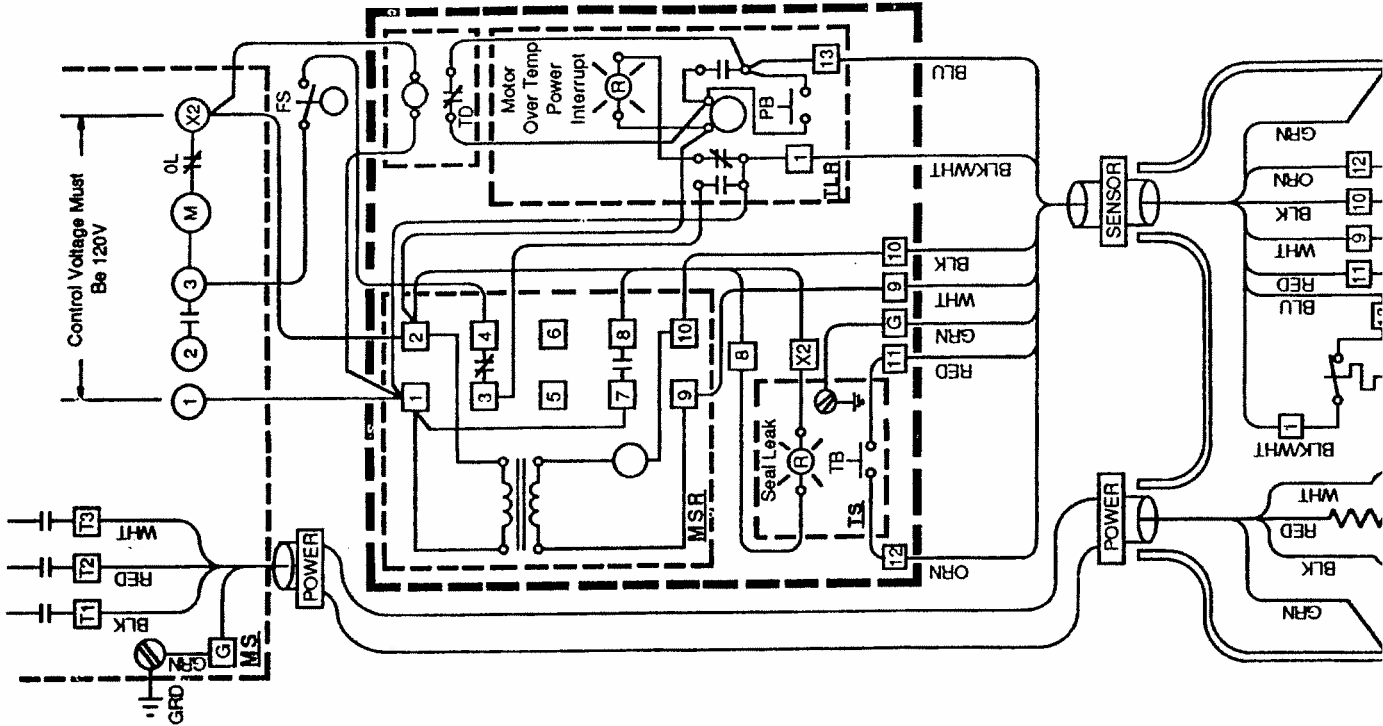 Control Voltage Must
Be 120V
1
2
3
M
OL
X2
FS
T3
WHT
T2
RED
T1
BLK
G
GRN
MS
GRD
POWER
TD
Motor
Over Temp
Power
Interrupt
R
PB
13
BLU
1
BLK/WHT
TLR
2
4
6
8
10
1
3
5
7
9
MSR
8
X2
Seal Leak
R
TB
TS
10
BLK
9
WHT
G
GRN
11
RED
12
ORN
SENSOR
POWER
GRN
ORN
12
BLK
10
WHT
9
RED
11
BLU
1
BLK/WHT
WHT
RED
BLK
GRN